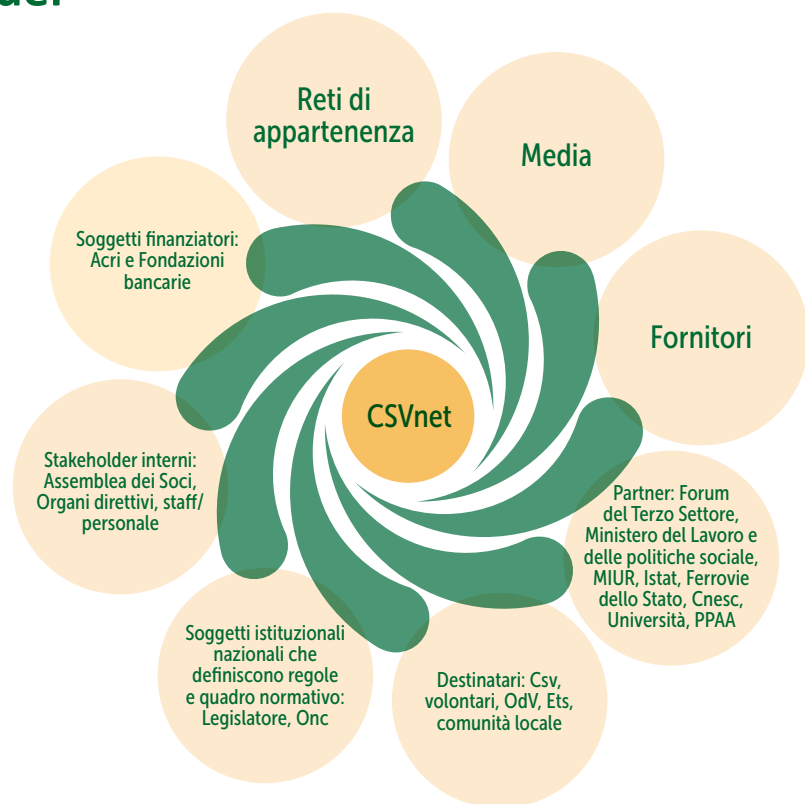 Reti di
appartenenza
Media
Soggetti finanziatori:
Acri e Fondazioni
bancarie
Fornitori
CSVnet
Stakeholder interni:
Assemblea dei Soci,
Organi direttivi, staff/
personale
Partner: Forum
del Terzo Settore,
Ministero del Lavoro e
delle politiche sociale,
MIUR, Istat, Ferrovie
dello Stato, Cnesc,
Università, PPAA
Soggetti istituzionali
nazionali che
definiscono regole
e quadro normativo:
Legislatore, Onc
Destinatari: Csv,
volontari, OdV, Ets,
comunità locale